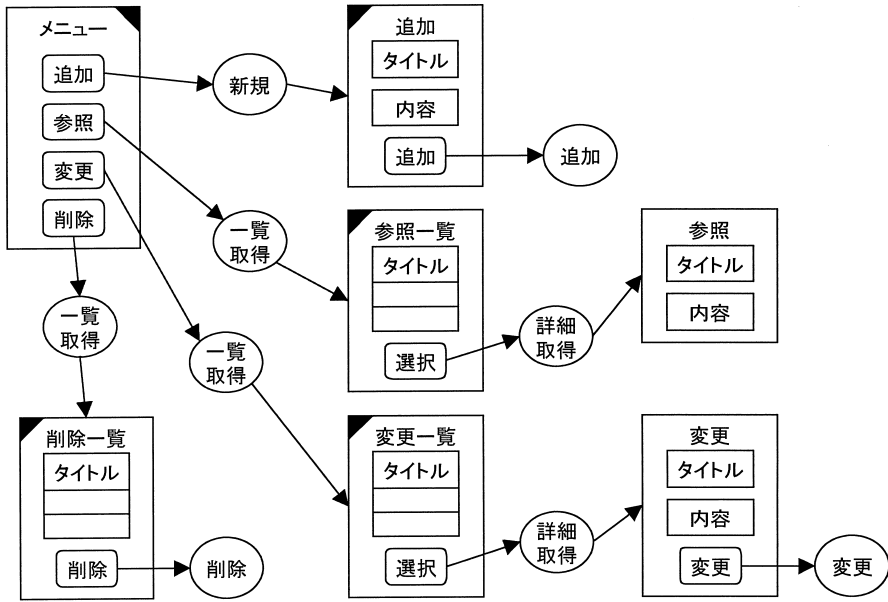 メニュー
追加
参照
変更
削除
新規
追加
タイトル
内容
追加
追加
一覧
取得
参照一覧
タイトル
選択
詳細
取得
参照
タイトル
内容
一覧
取得
一覧
取得
削除一覧
タイトル
削除
削除
変更一覧
タイトル
選択
詳細
取得
変更
タイトル
内容
変更
変更